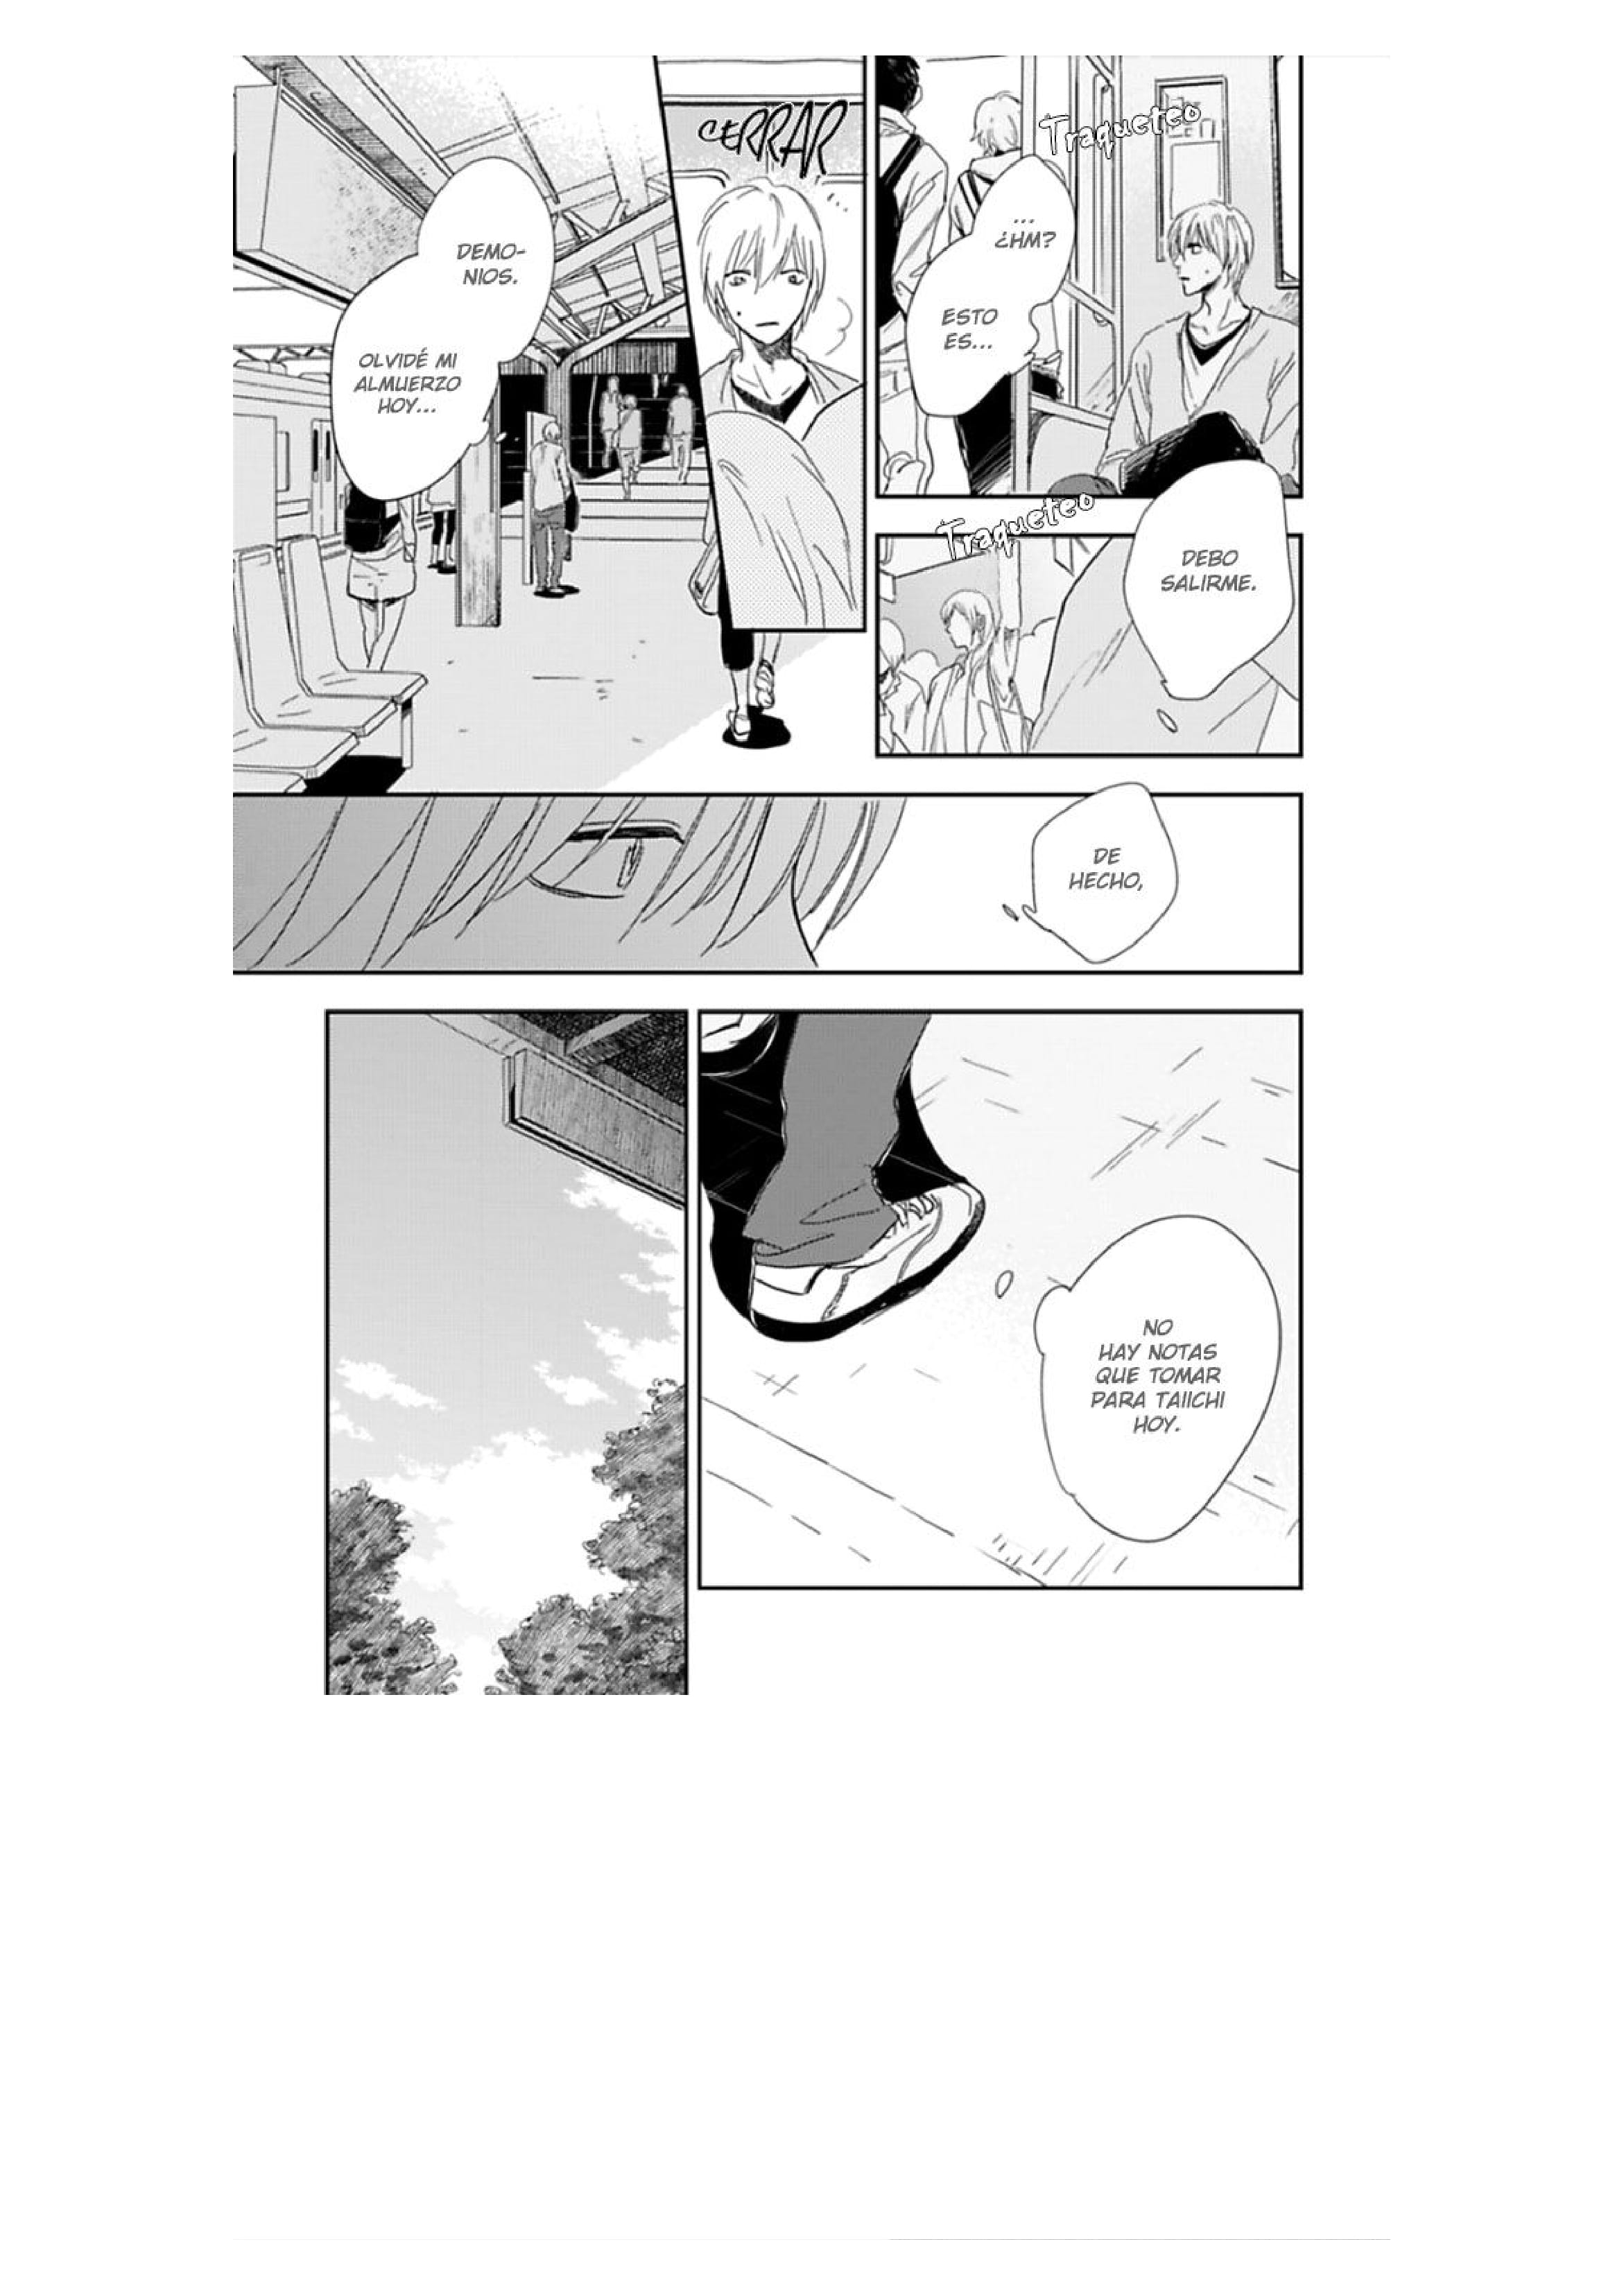 Traqueteo
...
¿HM?
ESTO
ES...
Traqueteo
DEBO
SALIRME.
CERRAR
DEMO-
NIOS.
OLVIDÉ MI
ALMUERZO
HOY...
DE
HECHO,
NO
HAY NOTAS
QUE TOMAR
PARA TAIICHI
HOY.